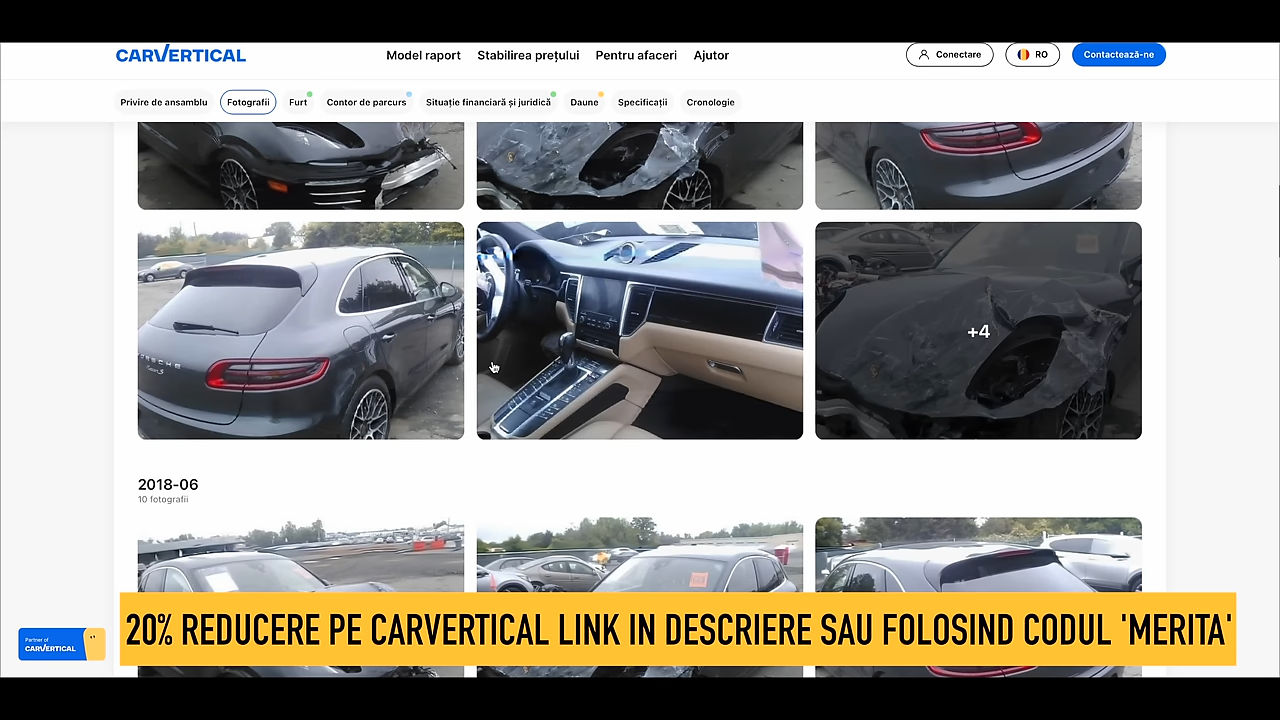 CARVERTICAL
Model raport
Stabilirea prețului
Pentru afaceri
Ajutor
Conectare
RO
Contactează-ne
Privire de ansamblu
Fotografii
Furt
Contor de parcurs
Situație financiară și juridică
Daune
Specificații
Cronologie
PORSCHE
Macan S
+4
2018-06
10 fotografii
Partner of
CARVERTICAL
20% REDUCERE PE CARVERTICAL LINK IN DESCRIERE SAU FOLOSIND CODUL 'MERITA'